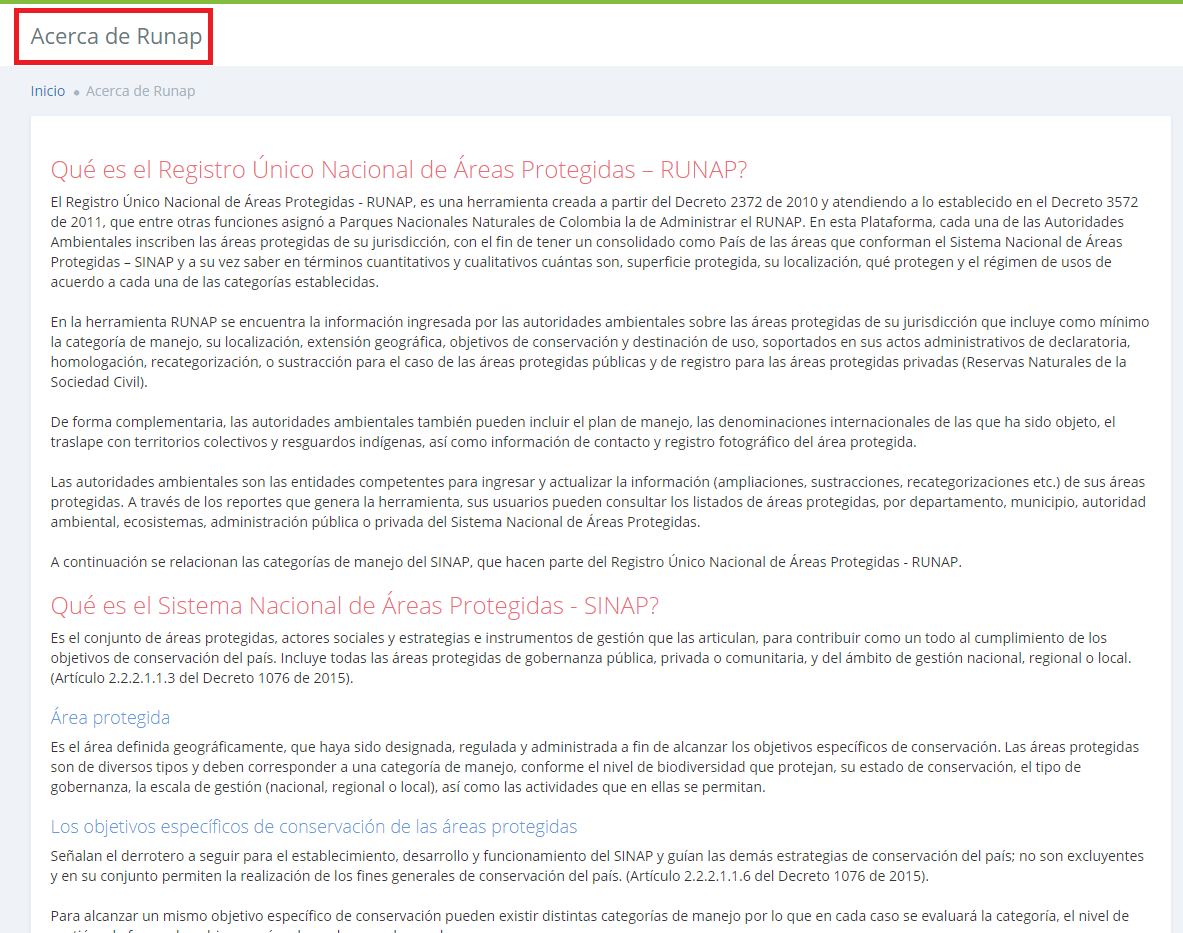 Acerca de Runap
Inicio ● Acerca de Runap
Qué es el Registro Único Nacional de Áreas Protegidas – RUNAP?
El Registro Único Nacional de Áreas Protegidas - RUNAP, es una herramienta creada a partir del Decreto 2372 de 2010 y atendiendo a lo establecido en el Decreto 3572
de 2011, que entre otras funciones asignó a Parques Nacionales Naturales de Colombia la de Administrar el RUNAP. En esta Plataforma, cada una de las Autoridades
Ambientales inscriben las áreas protegidas de su jurisdicción, con el fin de tener un consolidado como País de las áreas que conforman el Sistema Nacional de Áreas
Protegidas – SINAP y a su vez saber en términos cuantitativos y cualitativos cuántas son, superficie protegida, su localización, qué protegen y el régimen de usos de
acuerdo a cada una de las categorías establecidas.
En la herramienta RUNAP se encuentra la información ingresada por las autoridades ambientales sobre las áreas protegidas de su jurisdicción que incluye como mínimo
la categoría de manejo, su localización, extensión geográfica, objetivos de conservación y destinación de uso, soportados en sus actos administrativos de declaratoria,
homologación, recategorización, o sustracción para el caso de las áreas protegidas públicas y de registro para las áreas protegidas privadas (Reservas Naturales de la
Sociedad Civil).
De forma complementaria, las autoridades ambientales también pueden incluir el plan de manejo, las denominaciones internacionales de las que ha sido objeto, el
traslape con territorios colectivos y resguardos indígenas, así como información de contacto y registro fotográfico del área protegida.
Las autoridades ambientales son las entidades competentes para ingresar y actualizar la información (ampliaciones, sustracciones, recategorizaciones etc.) de sus áreas
protegidas. A través de los reportes que genera la herramienta, sus usuarios pueden consultar los listados de áreas protegidas, por departamento, municipio, autoridad
ambiental, ecosistemas, administración pública o privada del Sistema Nacional de Áreas Protegidas.
A continuación se relacionan las categorías de manejo del SINAP, que hacen parte del Registro Único Nacional de Áreas Protegidas - RUNAP.
Qué es el Sistema Nacional de Áreas Protegidas - SINAP?
Es el conjunto de áreas protegidas, actores sociales y estrategias e instrumentos de gestión que las articulan, para contribuir como un todo al cumplimiento de los
objetivos de conservación del país. Incluye todas las áreas protegidas de gobernanza pública, privada o comunitaria, y del ámbito de gestión nacional, regional o local.
(Artículo 2.2.2.1.1.3 del Decreto 1076 de 2015).
Área protegida
Es el área definida geográficamente, que haya sido designada, regulada y administrada a fin de alcanzar los objetivos específicos de conservación. Las áreas protegidas
son de diversos tipos y deben corresponder a una categoría de manejo, conforme el nivel de biodiversidad que protejan, su estado de conservación, el tipo de
gobernanza, la escala de gestión (nacional, regional o local), así como las actividades que en ellas se permitan.
Los objetivos específicos de conservación de las áreas protegidas
Señalan el derrotero a seguir para el establecimiento, desarrollo y funcionamiento del SINAP y guían las demás estrategias de conservación del país; no son excluyentes
y en su conjunto permiten la realización de los fines generales de conservación del país. (Artículo 2.2.2.1.1.6 del Decreto 1076 de 2015).
Para alcanzar un mismo objetivo específico de conservación pueden existir distintas categorías de manejo por lo que en cada caso se evaluará la categoría, el nivel de